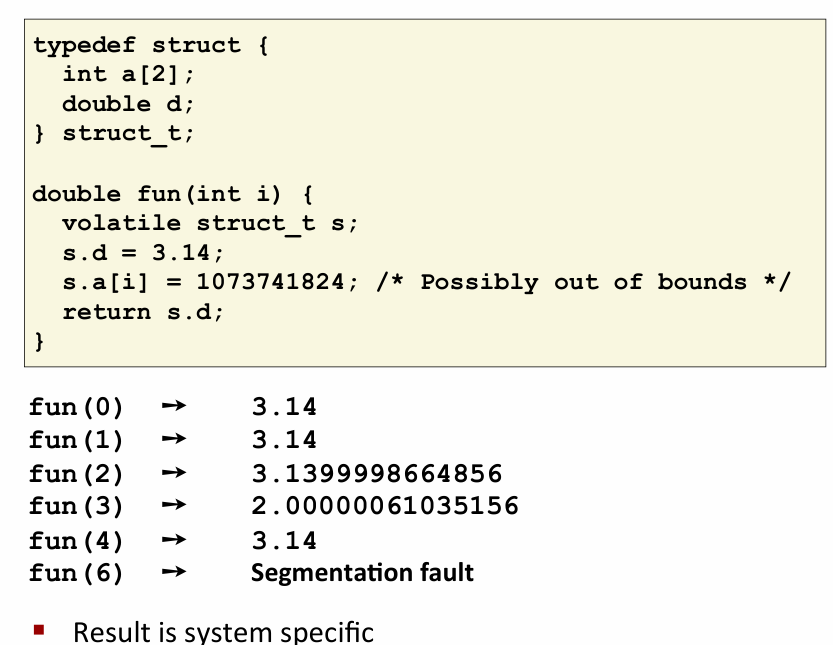 typedef struct {
  int a[2];
  double d;
} struct_t;

double fun(int i) {
  volatile struct_t s;
  s.d = 3.14;
  s.a[i] = 1073741824; /* Possibly out of bounds */
  return s.d;
}
fun(0) → 3.14
fun(1) → 3.14
fun(2) → 3.1399998664856
fun(3) → 2.00000061035156
fun(4) → 3.14
fun(6) → Segmentation fault
▪ Result is system specific